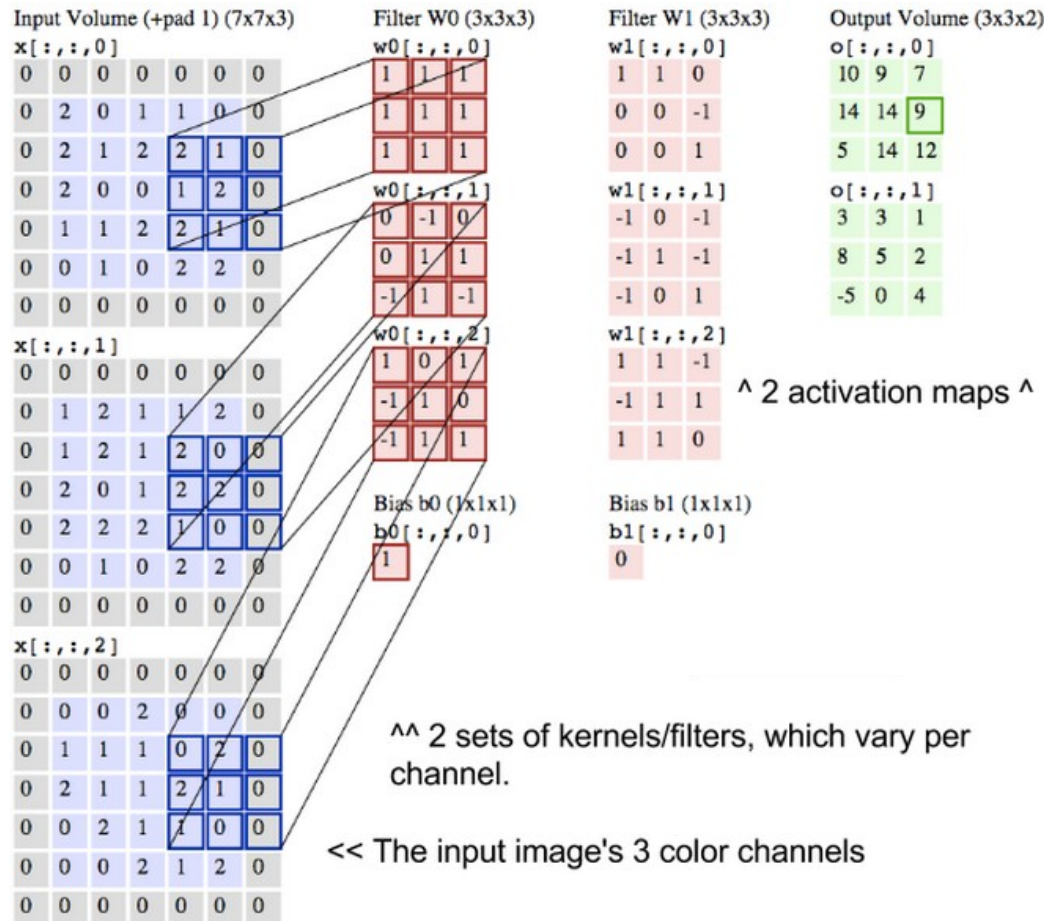 Input Volume (+pad 1) (7x7x3)
x[:,:,0]
0 0 0 0 0 0 0
0 2 0 1 1 0 0
0 2 1 2 2 1 0
0 2 0 0 1 2 0
0 1 1 2 2 1 0
0 0 1 0 2 2 0
0 0 0 0 0 0 0
x[:,:,1]
0 0 0 0 0 0 0
0 1 2 1 1 2 0
0 1 2 1 2 0 0
0 2 0 1 2 2 0
0 2 2 2 1 0 0
0 0 1 0 2 2 0
0 0 0 0 0 0 0
x[:,:,2]
0 0 0 0 0 0 0
0 0 0 2 0 0 0
0 1 1 1 0 2 0
0 2 1 1 2 1 0
0 0 2 1 1 0 0
0 0 0 2 1 2 0
0 0 0 0 0 0 0
Filter W0 (3x3x3)
w0[:,:,0]
1 1 1
1 1 1
1 1 1
w0[:,:,1]
0 -1 0
0 1 1
-1 1 -1
w0[:,:,2]
1 0 1
-1 1 0
-1 1 1
Bias b0 (1x1x1)
b0[:,:,0]
1
Filter W1 (3x3x3)
w1[:,:,0]
1 1 0
0 0 -1
0 0 1
w1[:,:,1]
-1 0 -1
-1 1 -1
-1 0 1
w1[:,:,2]
1 1 -1
-1 1 1
1 1 0
Bias b1 (1x1x1)
b1[:,:,0]
0
Output Volume (3x3x2)
o[:,:,0]
10 9 7
14 14 9
5 14 12
o[:,:,1]
3 3 1
8 5 2
-5 0 4
^ 2 activation maps ^
^^ 2 sets of kernels/filters, which vary per
channel.
<< The input image's 3 color channels